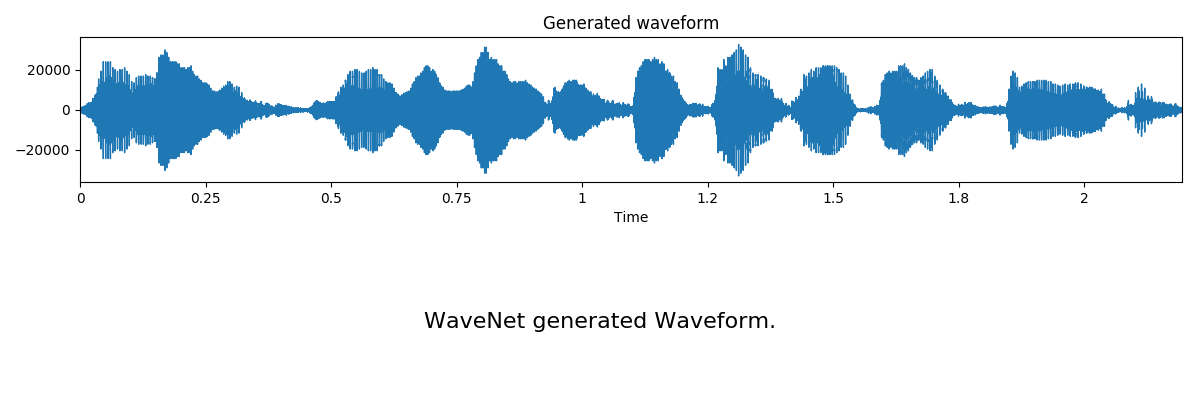 Generated waveform
20000
0
−20000
0 0.25 0.5 0.75 1 1.2 1.5 1.8 2
Time
WaveNet generated Waveform.